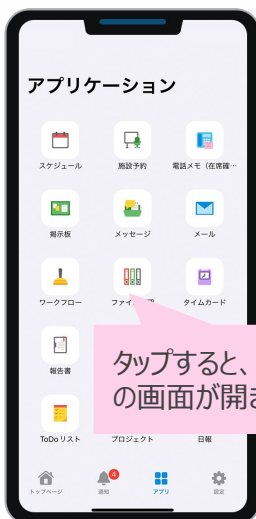 アプリケーション
スケジュール
施設予約
電話メモ（在席確…
掲示板
メッセージ
メール
ワークフロー
ファイ
タイムカード
報告書
タップすると、
の画面が開き
ToDoリスト
プロジェクト
日報
4
トップページ
通知
アプリ
設定